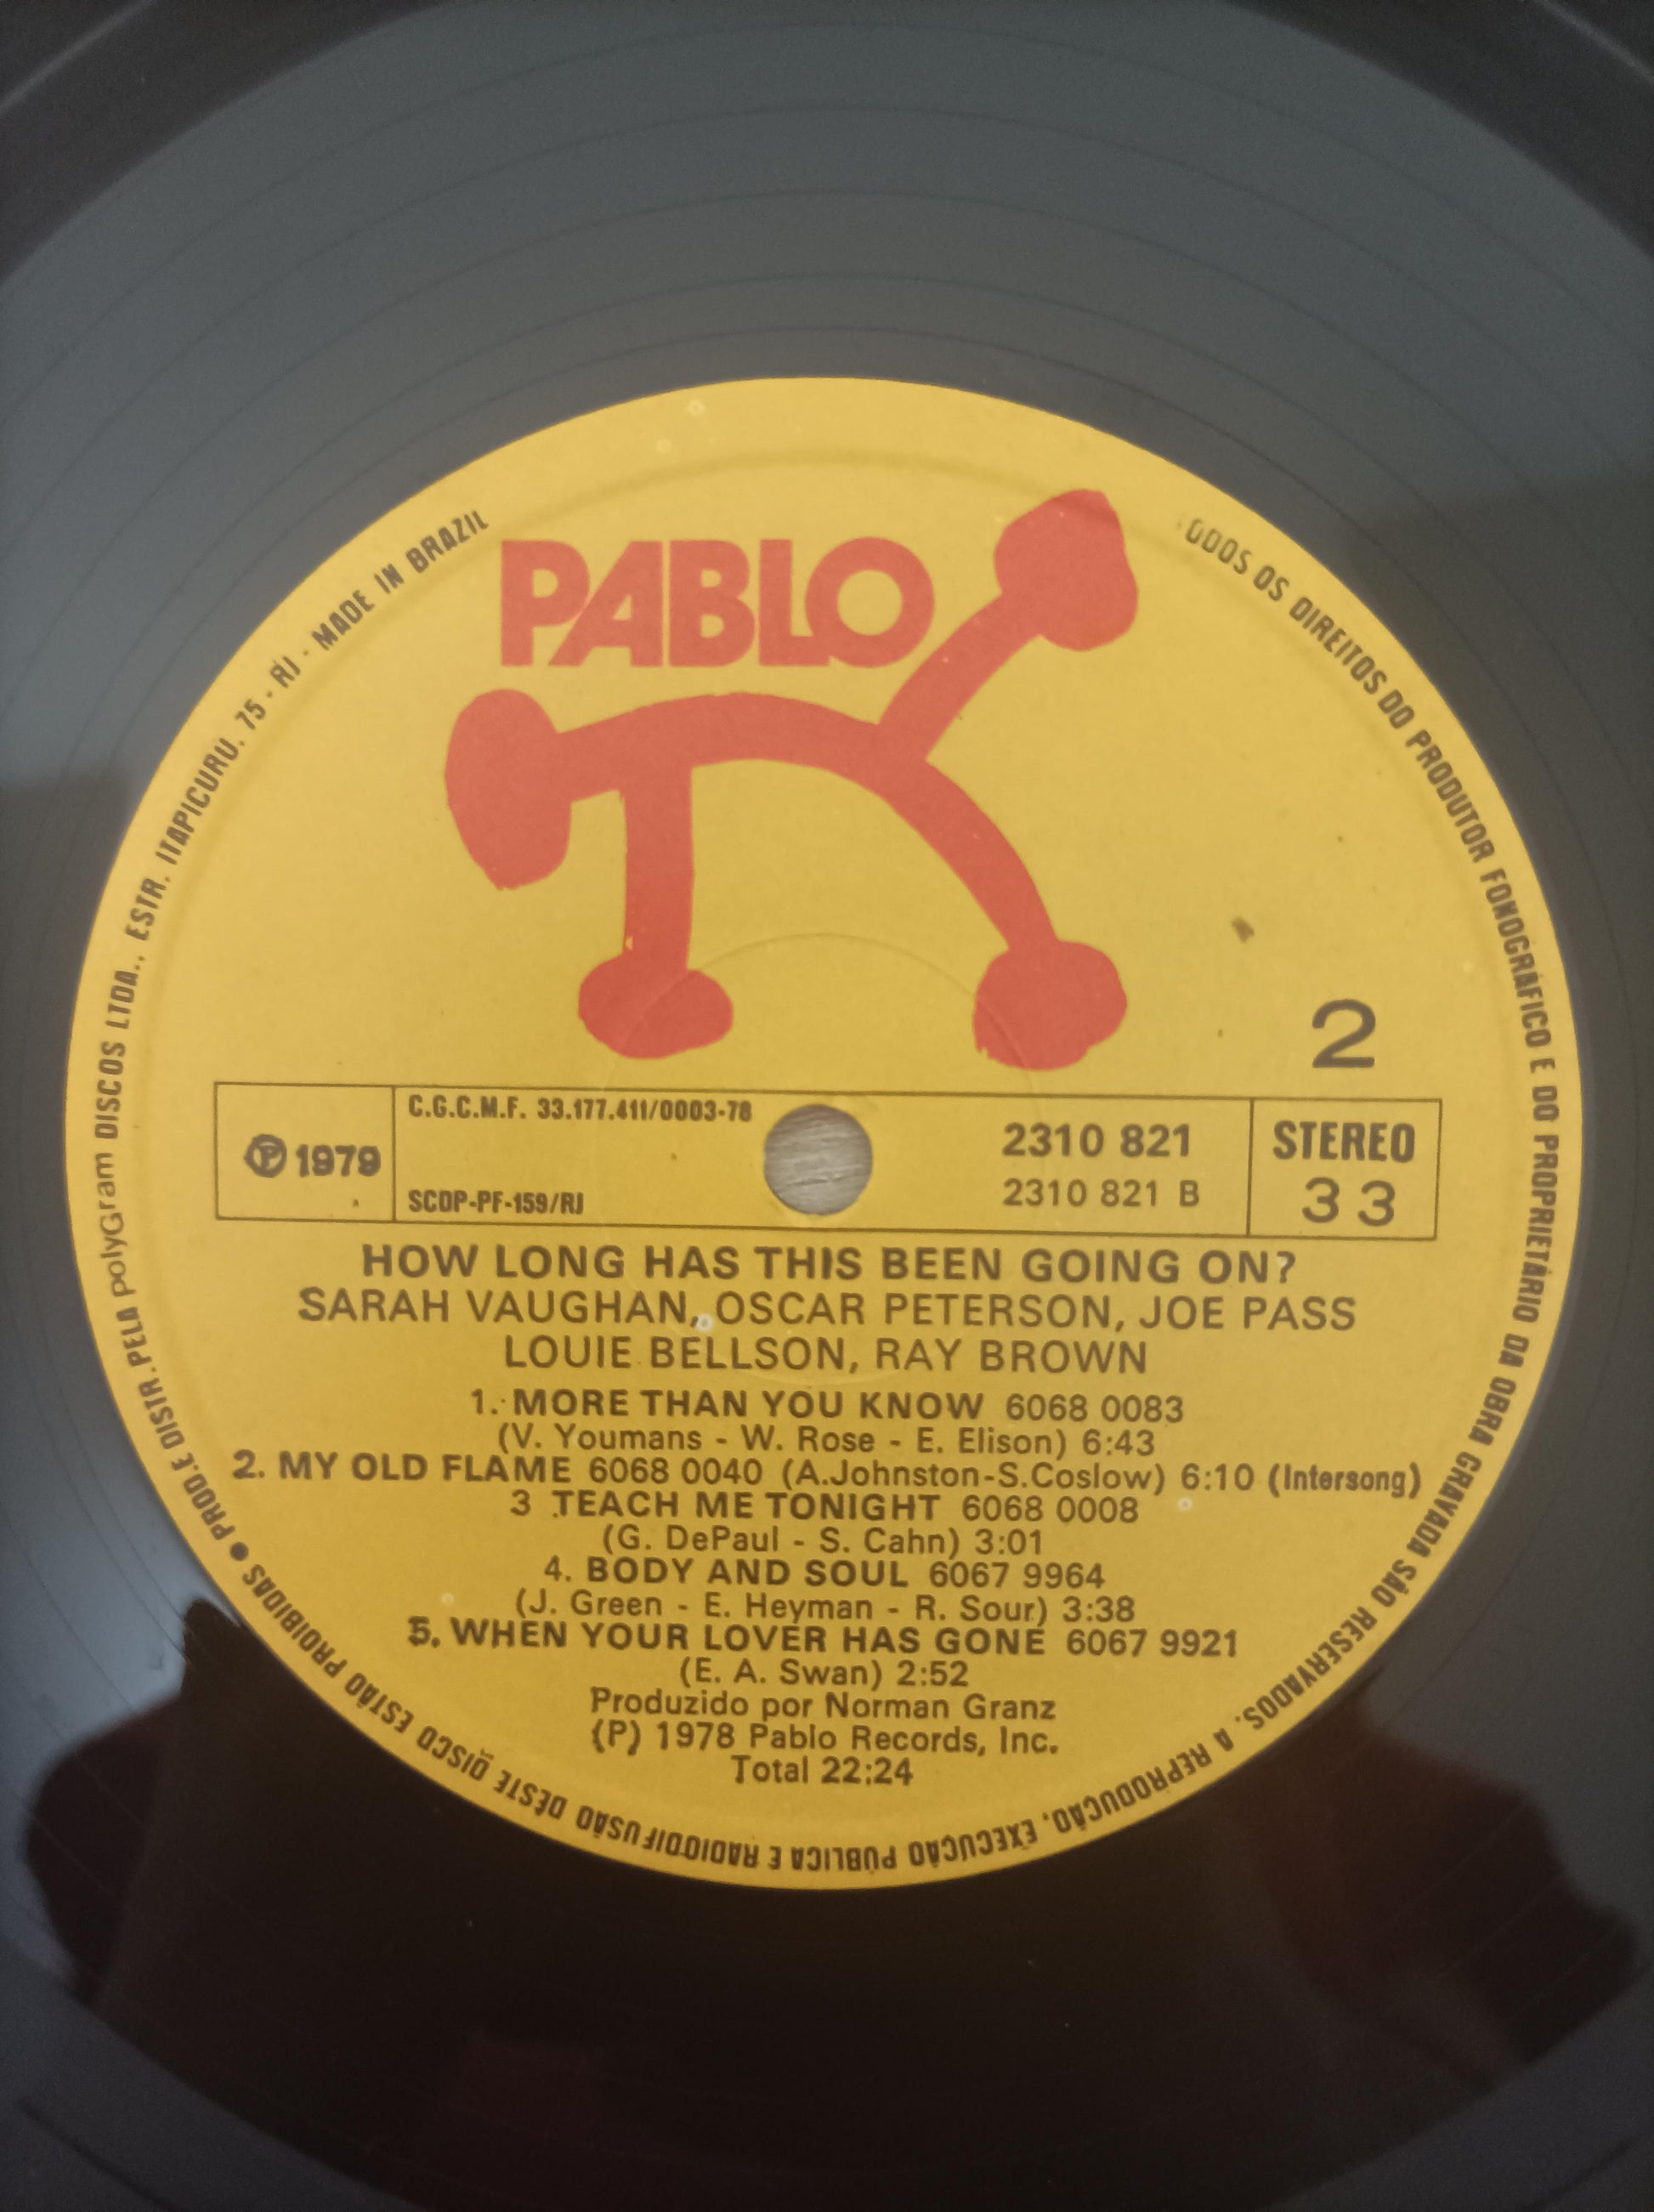 PABLO
2
℗ 1979
C.G.C.M.F. 33.177.411/0003-78
SCDP-PF-159/RJ
2310 821
2310 821 B
STEREO
33
HOW LONG HAS THIS BEEN GOING ON?
SARAH VAUGHAN, OSCAR PETERSON, JOE PASS
LOUIE BELLSON, RAY BROWN
1. MORE THAN YOU KNOW 6068 0083
(V. Youmans - W. Rose - E. Elison) 6:43
2. MY OLD FLAME 6068 0040 (A.Johnston-S.Coslow) 6:10 (Intersong)
3 .TEACH ME TONIGHT 6068 0008
(G. DePaul - S. Cahn) 3:01
4. BODY AND SOUL 6067 9964
(J. Green - E. Heyman - R. Sour) 3:38
5. WHEN YOUR LOVER HAS GONE 6067 9921
(E. A. Swan) 2:52
Produzido por Norman Granz
(P) 1978 Pablo Records, Inc.
Total 22:24
ODOS OS DIREITOS DO PRODUTOR FONOGRÁFICO E DO PROPRIETÁRIO DA OBRA GRAVADA SÃO RESERVADOS. A REPRODUÇÃO, EXECUÇÃO PÚBLICA E RADIODIFUSÃO DESTE DISCO ESTÃO PROIBIDAS ● PROD. E DISTR. PELA polyGram DISCOS LTDA., ESTR. ITAPICURU. 75 - RJ - MADE IN BRAZIL